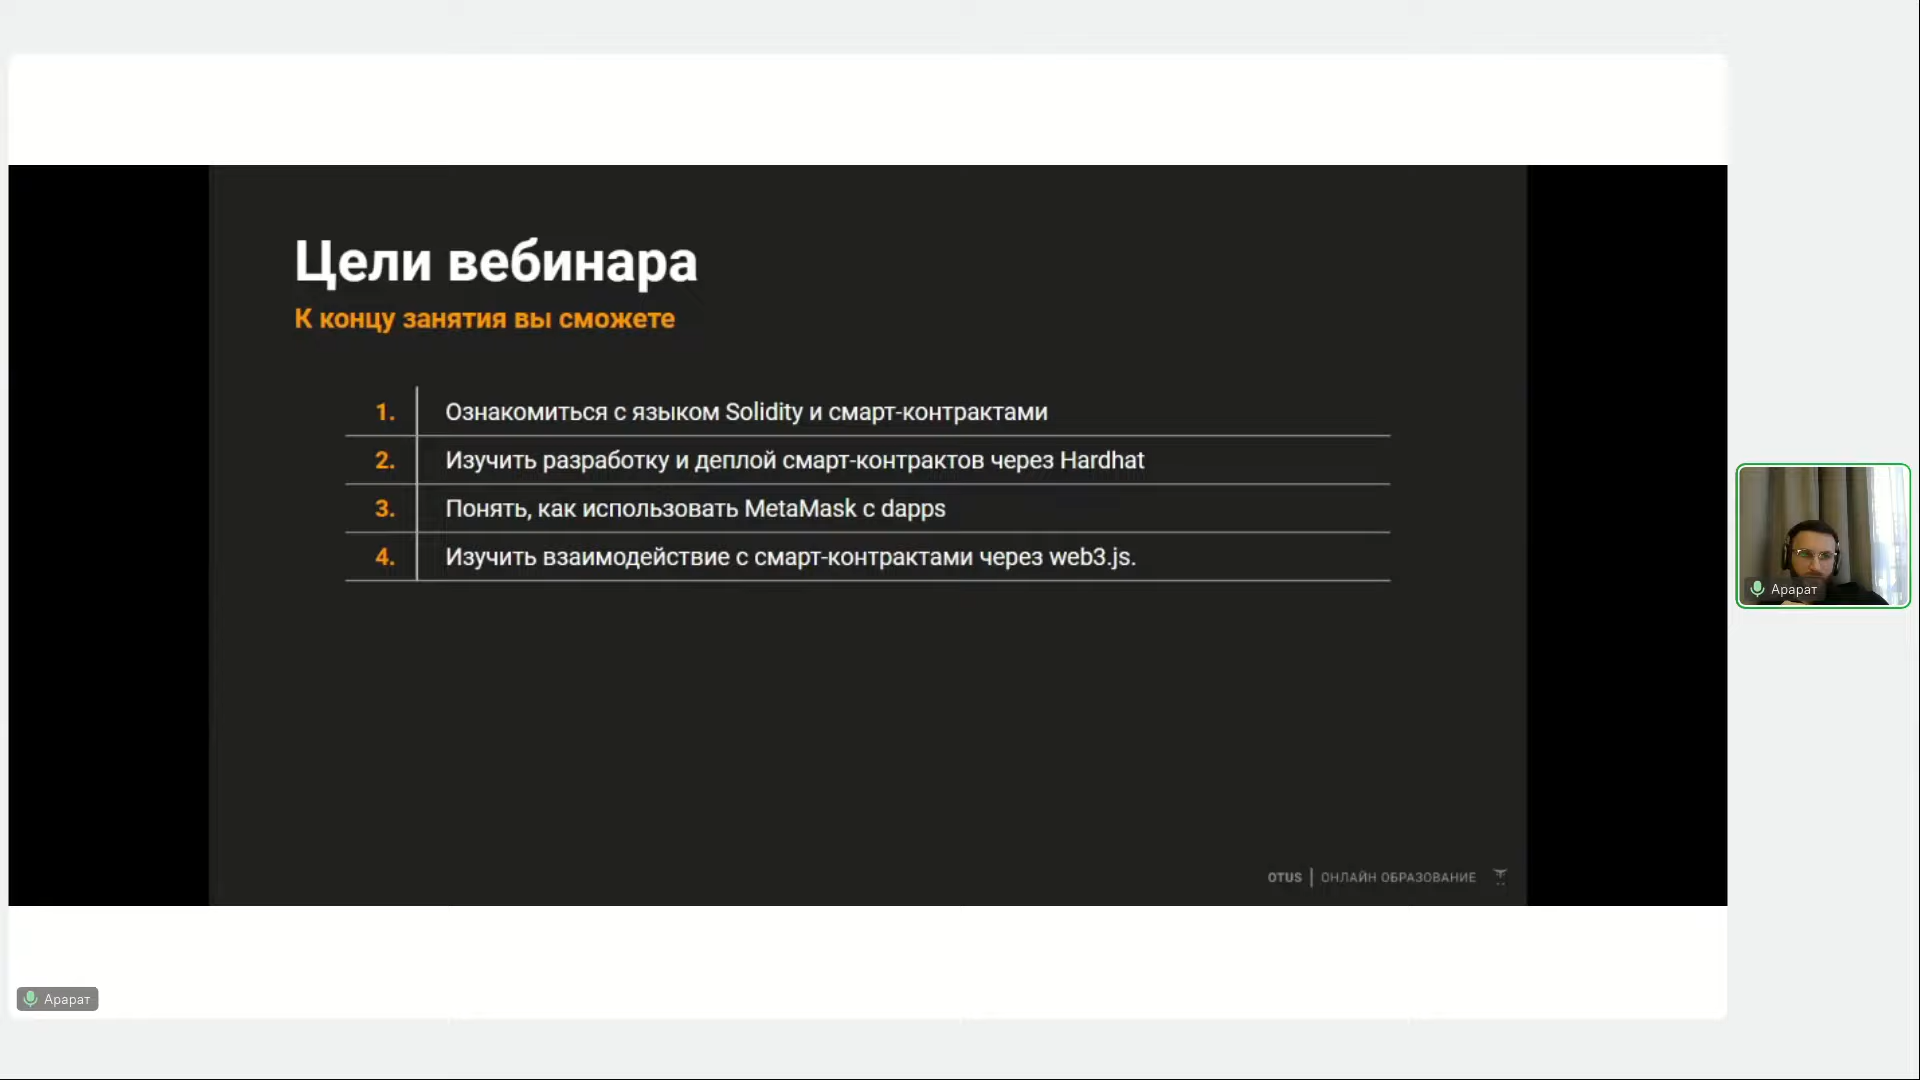 Цели вебинара
К концу занятия вы сможете
1. Ознакомиться с языком Solidity и смарт-контрактами
2. Изучить разработку и деплой смарт-контрактов через Hardhat
3. Понять, как использовать MetaMask с dapps
4. Изучить взаимодействие с смарт-контрактами через web3.js.
OTUS | ОНЛАЙН ОБРАЗОВАНИЕ
Арарат
Арарат